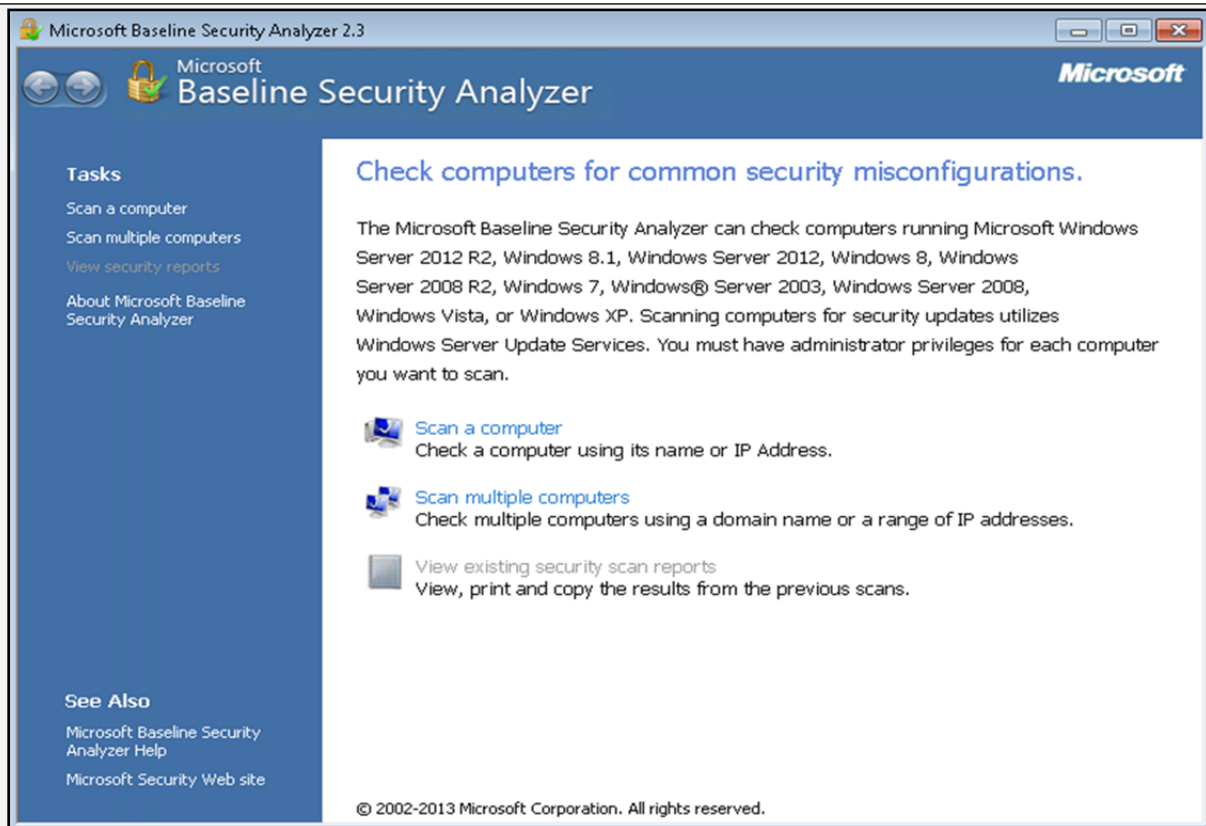 Microsoft Baseline Security Analyzer 2.3
Microsoft
Baseline Security Analyzer
Microsoft
Tasks
Scan a computer
Scan multiple computers
View security reports
About Microsoft Baseline
Security Analyzer
See Also
Microsoft Baseline Security
Analyzer Help
Microsoft Security Web site
Check computers for common security misconfigurations.
The Microsoft Baseline Security Analyzer can check computers running Microsoft Windows
Server 2012 R2, Windows 8.1, Windows Server 2012, Windows 8, Windows
Server 2008 R2, Windows 7, Windows® Server 2003, Windows Server 2008,
Windows Vista, or Windows XP. Scanning computers for security updates utilizes
Windows Server Update Services. You must have administrator privileges for each computer
you want to scan.
Scan a computer
Check a computer using its name or IP Address.
Scan multiple computers
Check multiple computers using a domain name or a range of IP addresses.
View existing security scan reports
View, print and copy the results from the previous scans.
© 2002-2013 Microsoft Corporation. All rights reserved.